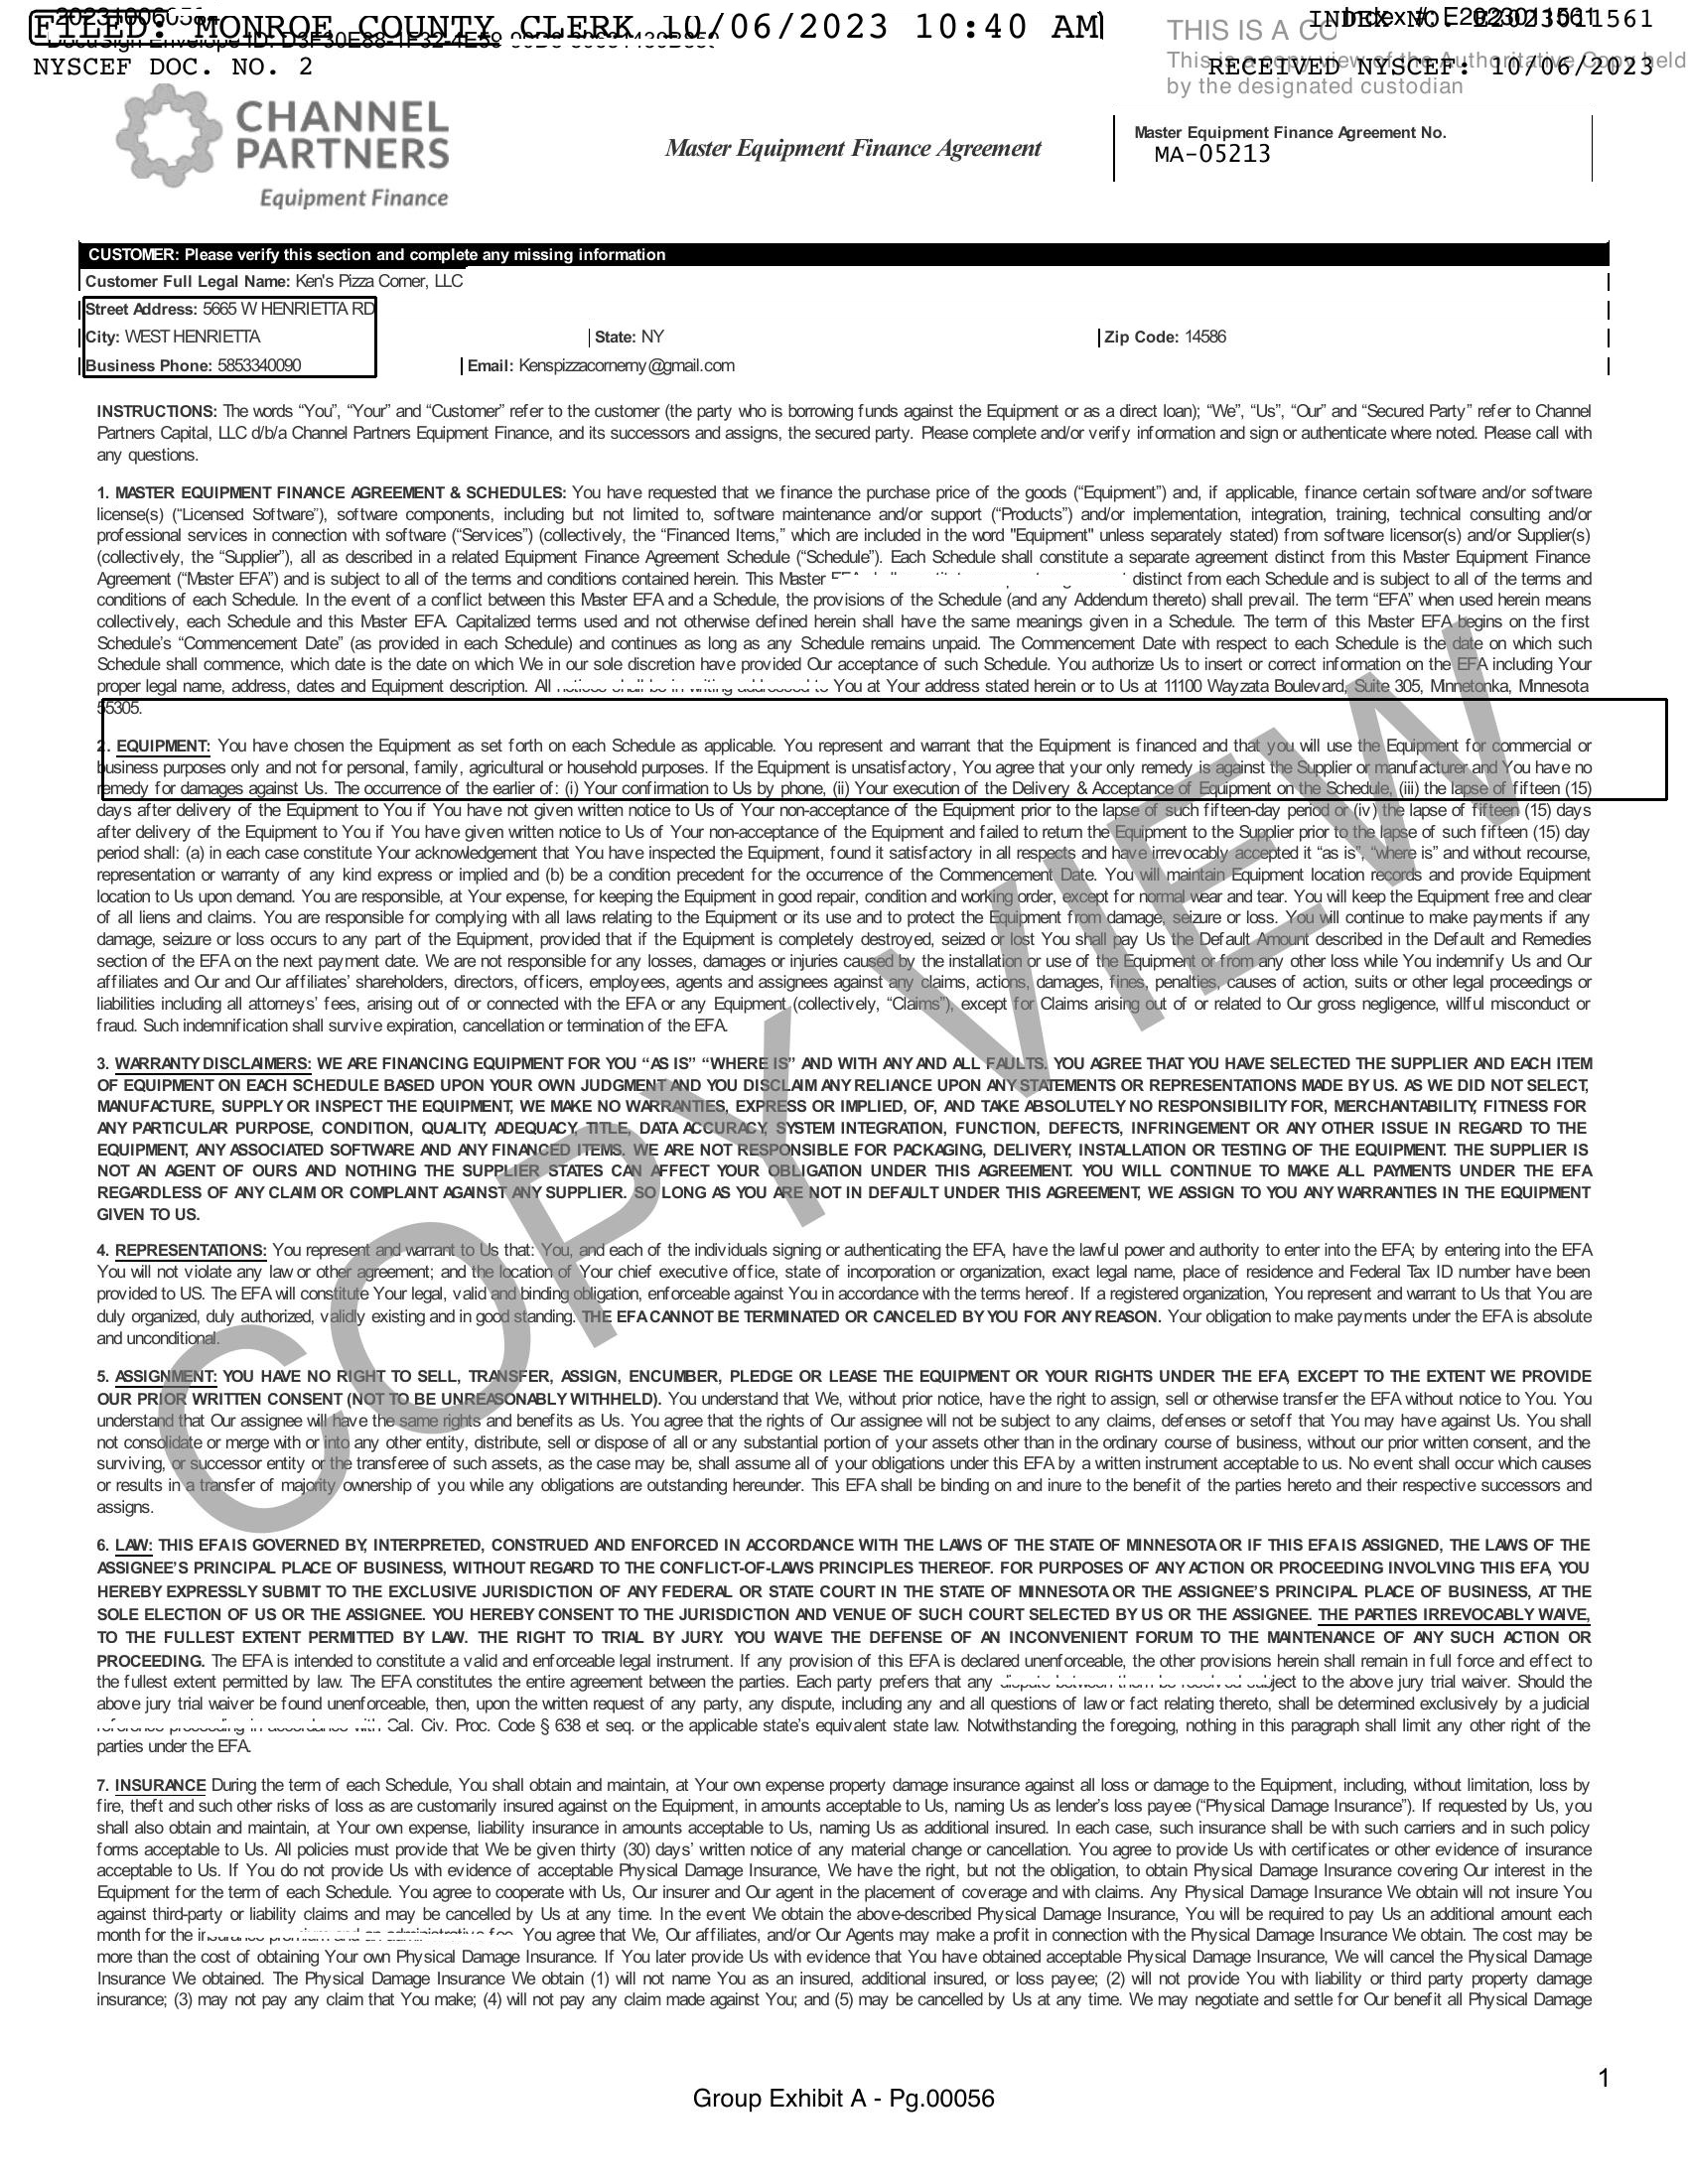 FILED: MONROE COUNTY CLERK 10/06/2023 10:40 AM
INDEX NO. E2023011561
NYSCEF DOC. NO. 2
RECEIVED NYSCEF: 10/06/2023
202310060584
Index #: E2023011561
DocuSign Envelope ID:
THIS IS A CO
This is a copy view of the Authoritative Copy held
by the designated custodian
CHANNEL
PARTNERS
Equipment Finance
Master Equipment Finance Agreement
Master Equipment Finance Agreement No.
MA-05213
CUSTOMER: Please verify this section and complete any missing information
Customer Full Legal Name: Ken's Pizza Corner, LLC
Street Address: 5665 W HENRIETTA RD
City: WEST HENRIETTA State: NY Zip Code: 14586
Business Phone: 5853340090 Email: Kenspizzacornerny@gmail.com
INSTRUCTIONS: The words “You”, “Your” and “Customer” refer to the customer (the party who is borrowing funds against the Equipment or as a direct loan); “We”, “Us”, “Our” and “Secured Party” refer to Channel
Partners Capital, LLC d/b/a Channel Partners Equipment Finance, and its successors and assigns, the secured party. Please complete and/or verify information and sign or authenticate where noted. Please call with
any questions.
1. MASTER EQUIPMENT FINANCE AGREEMENT & SCHEDULES: You have requested that we finance the purchase price of the goods (“Equipment”) and, if applicable, finance certain software and/or software
license(s) (“Licensed Software”), software components, including but not limited to, software maintenance and/or support (“Products”) and/or implementation, integration, training, technical consulting and/or
professional services in connection with software (“Services”) (collectively, the “Financed Items,” which are included in the word "Equipment" unless separately stated) from software licensor(s) and/or Supplier(s)
(collectively, the “Supplier”), all as described in a related Equipment Finance Agreement Schedule (“Schedule”). Each Schedule shall constitute a separate agreement distinct from this Master Equipment Finance
Agreement (“Master EFA”) and is subject to all of the terms and conditions contained herein. This Master distinct from each Schedule and is subject to all of the terms and
conditions of each Schedule. In the event of a conflict between this Master EFA and a Schedule, the provisions of the Schedule (and any Addendum thereto) shall prevail. The term “EFA” when used herein means
collectively, each Schedule and this Master EFA. Capitalized terms used and not otherwise defined herein shall have the same meanings given in a Schedule. The term of this Master EFA begins on the first
Schedule’s “Commencement Date” (as provided in each Schedule) and continues as long as any Schedule remains unpaid. The Commencement Date with respect to each Schedule is the date on which such
Schedule shall commence, which date is the date on which We in our sole discretion have provided Our acceptance of such Schedule. You authorize Us to insert or correct information on the EFA including Your
proper legal name, address, dates and Equipment description. All You at Your address stated herein or to Us at 11100 Wayzata Boulevard, Suite 305, Minnetonka, Minnesota
55305.
2. EQUIPMENT: You have chosen the Equipment as set forth on each Schedule as applicable. You represent and warrant that the Equipment is financed and that you will use the Equipment for commercial or
business purposes only and not for personal, family, agricultural or household purposes. If the Equipment is unsatisfactory, You agree that your only remedy is against the Supplier or manufacturer and You have no
remedy for damages against Us. The occurrence of the earlier of: (i) Your confirmation to Us by phone, (ii) Your execution of the Delivery & Acceptance of Equipment on the Schedule, (iii) the lapse of fifteen (15)
days after delivery of the Equipment to You if You have not given written notice to Us of Your non-acceptance of the Equipment prior to the lapse of such fifteen-day period or (iv) the lapse of fifteen (15) days
after delivery of the Equipment to You if You have given written notice to Us of Your non-acceptance of the Equipment and failed to return the Equipment to the Supplier prior to the lapse of such fifteen (15) day
period shall: (a) in each case constitute Your acknowledgement that You have inspected the Equipment, found it satisfactory in all respects and have irrevocably accepted it “as is”, “where is” and without recourse,
representation or warranty of any kind express or implied and (b) be a condition precedent for the occurrence of the Commencement Date. You will maintain Equipment location records and provide Equipment
location to Us upon demand. You are responsible, at Your expense, for keeping the Equipment in good repair, condition and working order, except for normal wear and tear. You will keep the Equipment free and clear
of all liens and claims. You are responsible for complying with all laws relating to the Equipment or its use and to protect the Equipment from damage, seizure or loss. You will continue to make payments if any
damage, seizure or loss occurs to any part of the Equipment, provided that if the Equipment is completely destroyed, seized or lost You shall pay Us the Default Amount described in the Default and Remedies
section of the EFA on the next payment date. We are not responsible for any losses, damages or injuries caused by the installation or use of the Equipment or from any other loss while You indemnify Us and Our
affiliates and Our and Our affiliates’ shareholders, directors, officers, employees, agents and assignees against any claims, actions, damages, fines, penalties, causes of action, suits or other legal proceedings or
liabilities including all attorneys’ fees, arising out of or connected with the EFA or any Equipment (collectively, “Claims”), except for Claims arising out of or related to Our gross negligence, willful misconduct or
fraud. Such indemnification shall survive expiration, cancellation or termination of the EFA.
3. WARRANTY DISCLAIMERS: WE ARE FINANCING EQUIPMENT FOR YOU “AS IS” “WHERE IS” AND WITH ANY AND ALL FAULTS. YOU AGREE THAT YOU HAVE SELECTED THE SUPPLIER AND EACH ITEM
OF EQUIPMENT ON EACH SCHEDULE BASED UPON YOUR OWN JUDGMENT AND YOU DISCLAIM ANY RELIANCE UPON ANY STATEMENTS OR REPRESENTATIONS MADE BY US. AS WE DID NOT SELECT,
MANUFACTURE, SUPPLY OR INSPECT THE EQUIPMENT, WE MAKE NO WARRANTIES, EXPRESS OR IMPLIED, OF, AND TAKE ABSOLUTELY NO RESPONSIBILITY FOR, MERCHANTABILITY, FITNESS FOR
ANY PARTICULAR PURPOSE, CONDITION, QUALITY, ADEQUACY, TITLE, DATA ACCURACY, SYSTEM INTEGRATION, FUNCTION, DEFECTS, INFRINGEMENT OR ANY OTHER ISSUE IN REGARD TO THE
EQUIPMENT, ANY ASSOCIATED SOFTWARE AND ANY FINANCED ITEMS. WE ARE NOT RESPONSIBLE FOR PACKAGING, DELIVERY, INSTALLATION OR TESTING OF THE EQUIPMENT. THE SUPPLIER IS
NOT AN AGENT OF OURS AND NOTHING THE SUPPLIER STATES CAN AFFECT YOUR OBLIGATION UNDER THIS AGREEMENT. YOU WILL CONTINUE TO MAKE ALL PAYMENTS UNDER THE EFA
REGARDLESS OF ANY CLAIM OR COMPLAINT AGAINST ANY SUPPLIER. SO LONG AS YOU ARE NOT IN DEFAULT UNDER THIS AGREEMENT, WE ASSIGN TO YOU ANY WARRANTIES IN THE EQUIPMENT
GIVEN TO US.
4. REPRESENTATIONS: You represent and warrant to Us that: You, and each of the individuals signing or authenticating the EFA, have the lawful power and authority to enter into the EFA; by entering into the EFA
You will not violate any law or other agreement; and the location of Your chief executive office, state of incorporation or organization, exact legal name, place of residence and Federal Tax ID number have been
provided to US. The EFA will constitute Your legal, valid and binding obligation, enforceable against You in accordance with the terms hereof. If a registered organization, You represent and warrant to Us that You are
duly organized, duly authorized, validly existing and in good standing. THE EFA CANNOT BE TERMINATED OR CANCELED BY YOU FOR ANY REASON. Your obligation to make payments under the EFA is absolute
and unconditional.
5. ASSIGNMENT: YOU HAVE NO RIGHT TO SELL, TRANSFER, ASSIGN, ENCUMBER, PLEDGE OR LEASE THE EQUIPMENT OR YOUR RIGHTS UNDER THE EFA, EXCEPT TO THE EXTENT WE PROVIDE
OUR PRIOR WRITTEN CONSENT (NOT TO BE UNREASONABLY WITHHELD). You understand that We, without prior notice, have the right to assign, sell or otherwise transfer the EFA without notice to You. You
understand that Our assignee will have the same rights and benefits as Us. You agree that the rights of Our assignee will not be subject to any claims, defenses or setoff that You may have against Us. You shall
not consolidate or merge with or into any other entity, distribute, sell or dispose of all or any substantial portion of your assets other than in the ordinary course of business, without our prior written consent, and the
surviving, or successor entity or the transferee of such assets, as the case may be, shall assume all of your obligations under this EFA by a written instrument acceptable to us. No event shall occur which causes
or results in a transfer of majority ownership of you while any obligations are outstanding hereunder. This EFA shall be binding on and inure to the benefit of the parties hereto and their respective successors and
assigns.
6. LAW: THIS EFA IS GOVERNED BY, INTERPRETED, CONSTRUED AND ENFORCED IN ACCORDANCE WITH THE LAWS OF THE STATE OF MINNESOTA OR IF THIS EFA IS ASSIGNED, THE LAWS OF THE
ASSIGNEE’S PRINCIPAL PLACE OF BUSINESS, WITHOUT REGARD TO THE CONFLICT-OF-LAWS PRINCIPLES THEREOF. FOR PURPOSES OF ANY ACTION OR PROCEEDING INVOLVING THIS EFA, YOU
HEREBY EXPRESSLY SUBMIT TO THE EXCLUSIVE JURISDICTION OF ANY FEDERAL OR STATE COURT IN THE STATE OF MINNESOTA OR THE ASSIGNEE’S PRINCIPAL PLACE OF BUSINESS, AT THE
SOLE ELECTION OF US OR THE ASSIGNEE. YOU HEREBY CONSENT TO THE JURISDICTION AND VENUE OF SUCH COURT SELECTED BY US OR THE ASSIGNEE. THE PARTIES IRREVOCABLY WAIVE,
TO THE FULLEST EXTENT PERMITTED BY LAW. THE RIGHT TO TRIAL BY JURY. YOU WAIVE THE DEFENSE OF AN INCONVENIENT FORUM TO THE MAINTENANCE OF ANY SUCH ACTION OR
PROCEEDING. The EFA is intended to constitute a valid and enforceable legal instrument. If any provision of this EFA is declared unenforceable, the other provisions herein shall remain in full force and effect to
the fullest extent permitted by law. The EFA constitutes the entire agreement between the parties. Each party prefers that any dispute between them be resolved subject to the above jury trial waiver. Should the
above jury trial waiver be found unenforceable, then, upon the written request of any party, any dispute, including any and all questions of law or fact relating thereto, shall be determined exclusively by a judicial
reference proceeding in accordance with Cal. Civ. Proc. Code § 638 et seq. or the applicable state’s equivalent state law. Notwithstanding the foregoing, nothing in this paragraph shall limit any other right of the
parties under the EFA.
7. INSURANCE During the term of each Schedule, You shall obtain and maintain, at Your own expense property damage insurance against all loss or damage to the Equipment, including, without limitation, loss by
fire, theft and such other risks of loss as are customarily insured against on the Equipment, in amounts acceptable to Us, naming Us as lender’s loss payee (“Physical Damage Insurance”). If requested by Us, you
shall also obtain and maintain, at Your own expense, liability insurance in amounts acceptable to Us, naming Us as additional insured. In each case, such insurance shall be with such carriers and in such policy
forms acceptable to Us. All policies must provide that We be given thirty (30) days’ written notice of any material change or cancellation. You agree to provide Us with certificates or other evidence of insurance
acceptable to Us. If You do not provide Us with evidence of acceptable Physical Damage Insurance, We have the right, but not the obligation, to obtain Physical Damage Insurance covering Our interest in the
Equipment for the term of each Schedule. You agree to cooperate with Us, Our insurer and Our agent in the placement of coverage and with claims. Any Physical Damage Insurance We obtain will not insure You
against third-party or liability claims and may be cancelled by Us at any time. In the event We obtain the above-described Physical Damage Insurance, You will be required to pay Us an additional amount each
month for the insurance premium and an administrative fee. You agree that We, Our affiliates, and/or Our Agents may make a profit in connection with the Physical Damage Insurance We obtain. The cost may be
more than the cost of obtaining Your own Physical Damage Insurance. If You later provide Us with evidence that You have obtained acceptable Physical Damage Insurance, We will cancel the Physical Damage
Insurance We obtained. The Physical Damage Insurance We obtain (1) will not name You as an insured, additional insured, or loss payee; (2) will not provide You with liability or third party property damage
insurance; (3) may not pay any claim that You make; (4) will not pay any claim made against You; and (5) may be cancelled by Us at any time. We may negotiate and settle for Our benefit all Physical Damage
COPY VIEW
1
Group Exhibit A - Pg.00056